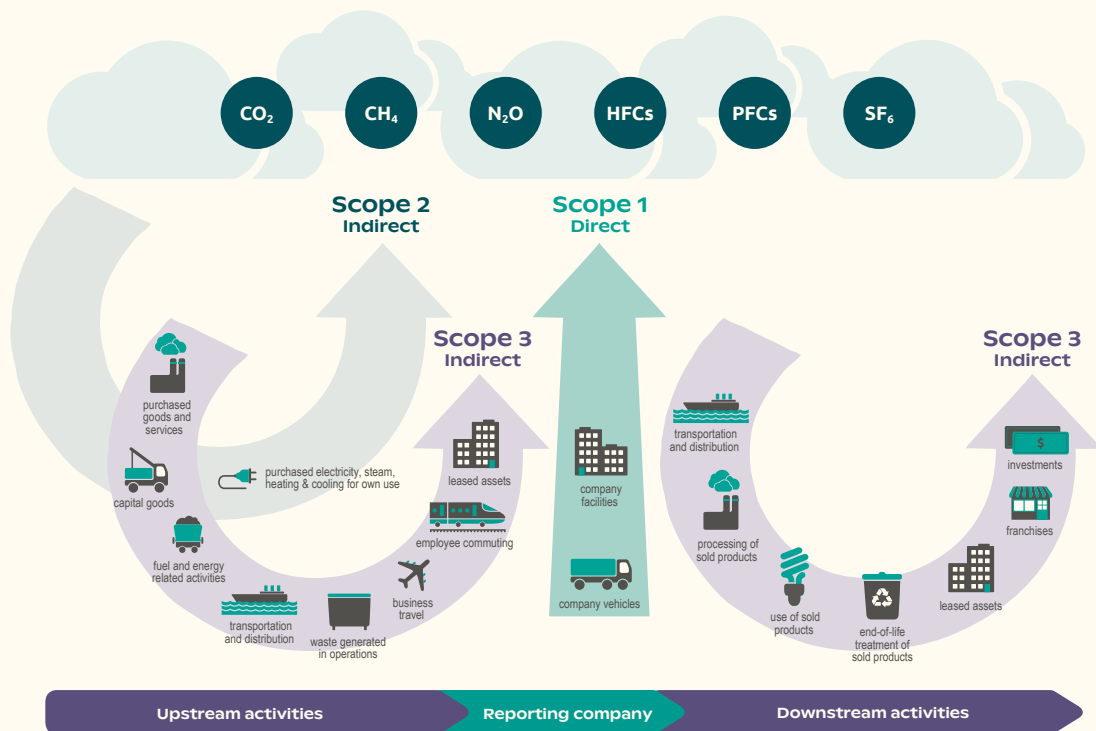 CO₂
CH₄
N₂O
HFCs
PFCs
SF₆
Scope 2
Indirect
Scope 1
Direct
Scope 3
Indirect
Scope 3
Indirect
purchased
goods and
services
capital goods
fuel and energy
related activities
transportation
and distribution
waste generated
in operations
business
travel
employee commuting
leased assets
purchased electricity, steam,
heating & cooling for own use
company
facilities
company vehicles
transportation
and distribution
processing of
sold products
use of sold
products
end-of-life
treatment of
sold products
leased assets
franchises
$
investments
Upstream activities
Reporting company
Downstream activities